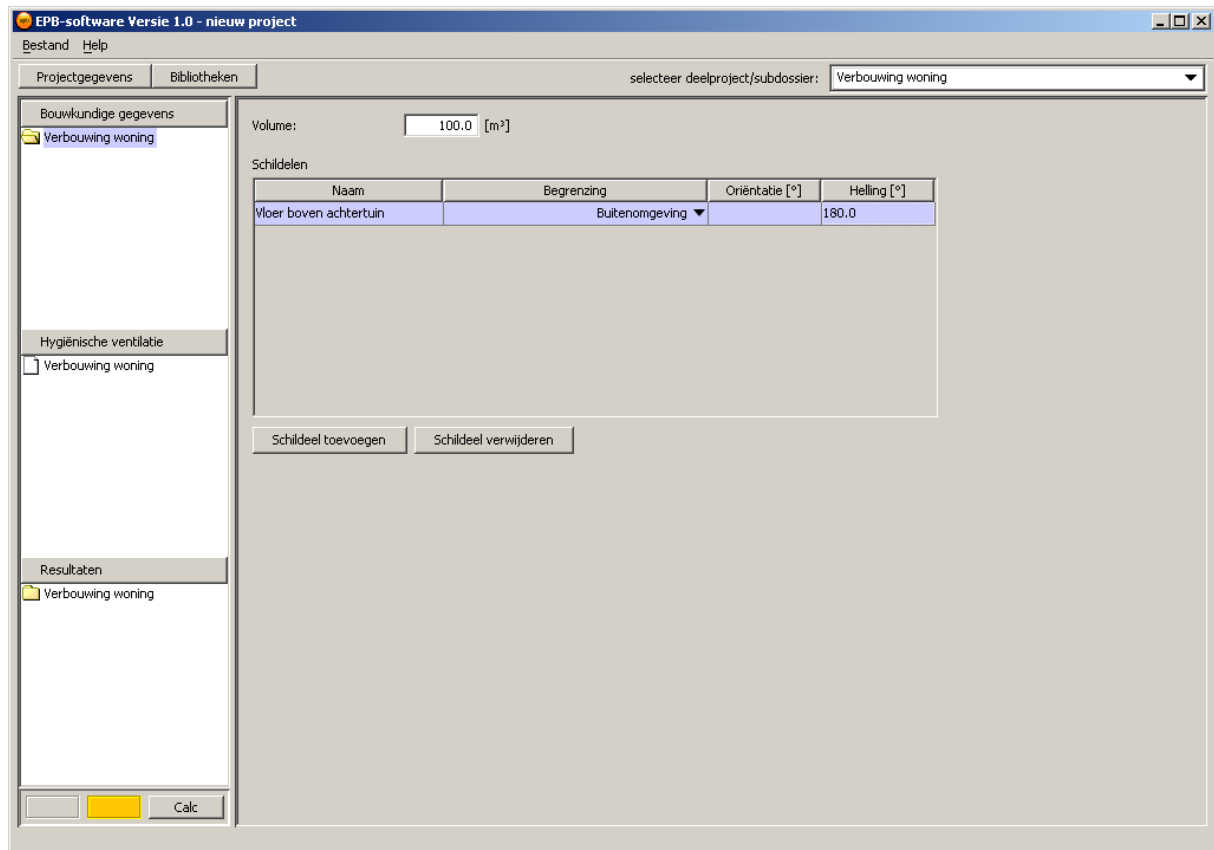 EPB-software Versie 1.0 - nieuw project
Bestand Help
Projectgegevens Bibliotheken selecteer deelproject/subdossier: Verbouwing woning
Bouwkundige gegevens
Verbouwing woning
Volume: 100.0 [m³]
Schildelen
Naam Begrenzing Oriëntatie [°] Helling [°]
Vloer boven achtertuin Buitenomgeving 180.0
Hygiënische ventilatie
Verbouwing woning
Schildeel toevoegen Schildeel verwijderen
Resultaten
Verbouwing woning
Calc